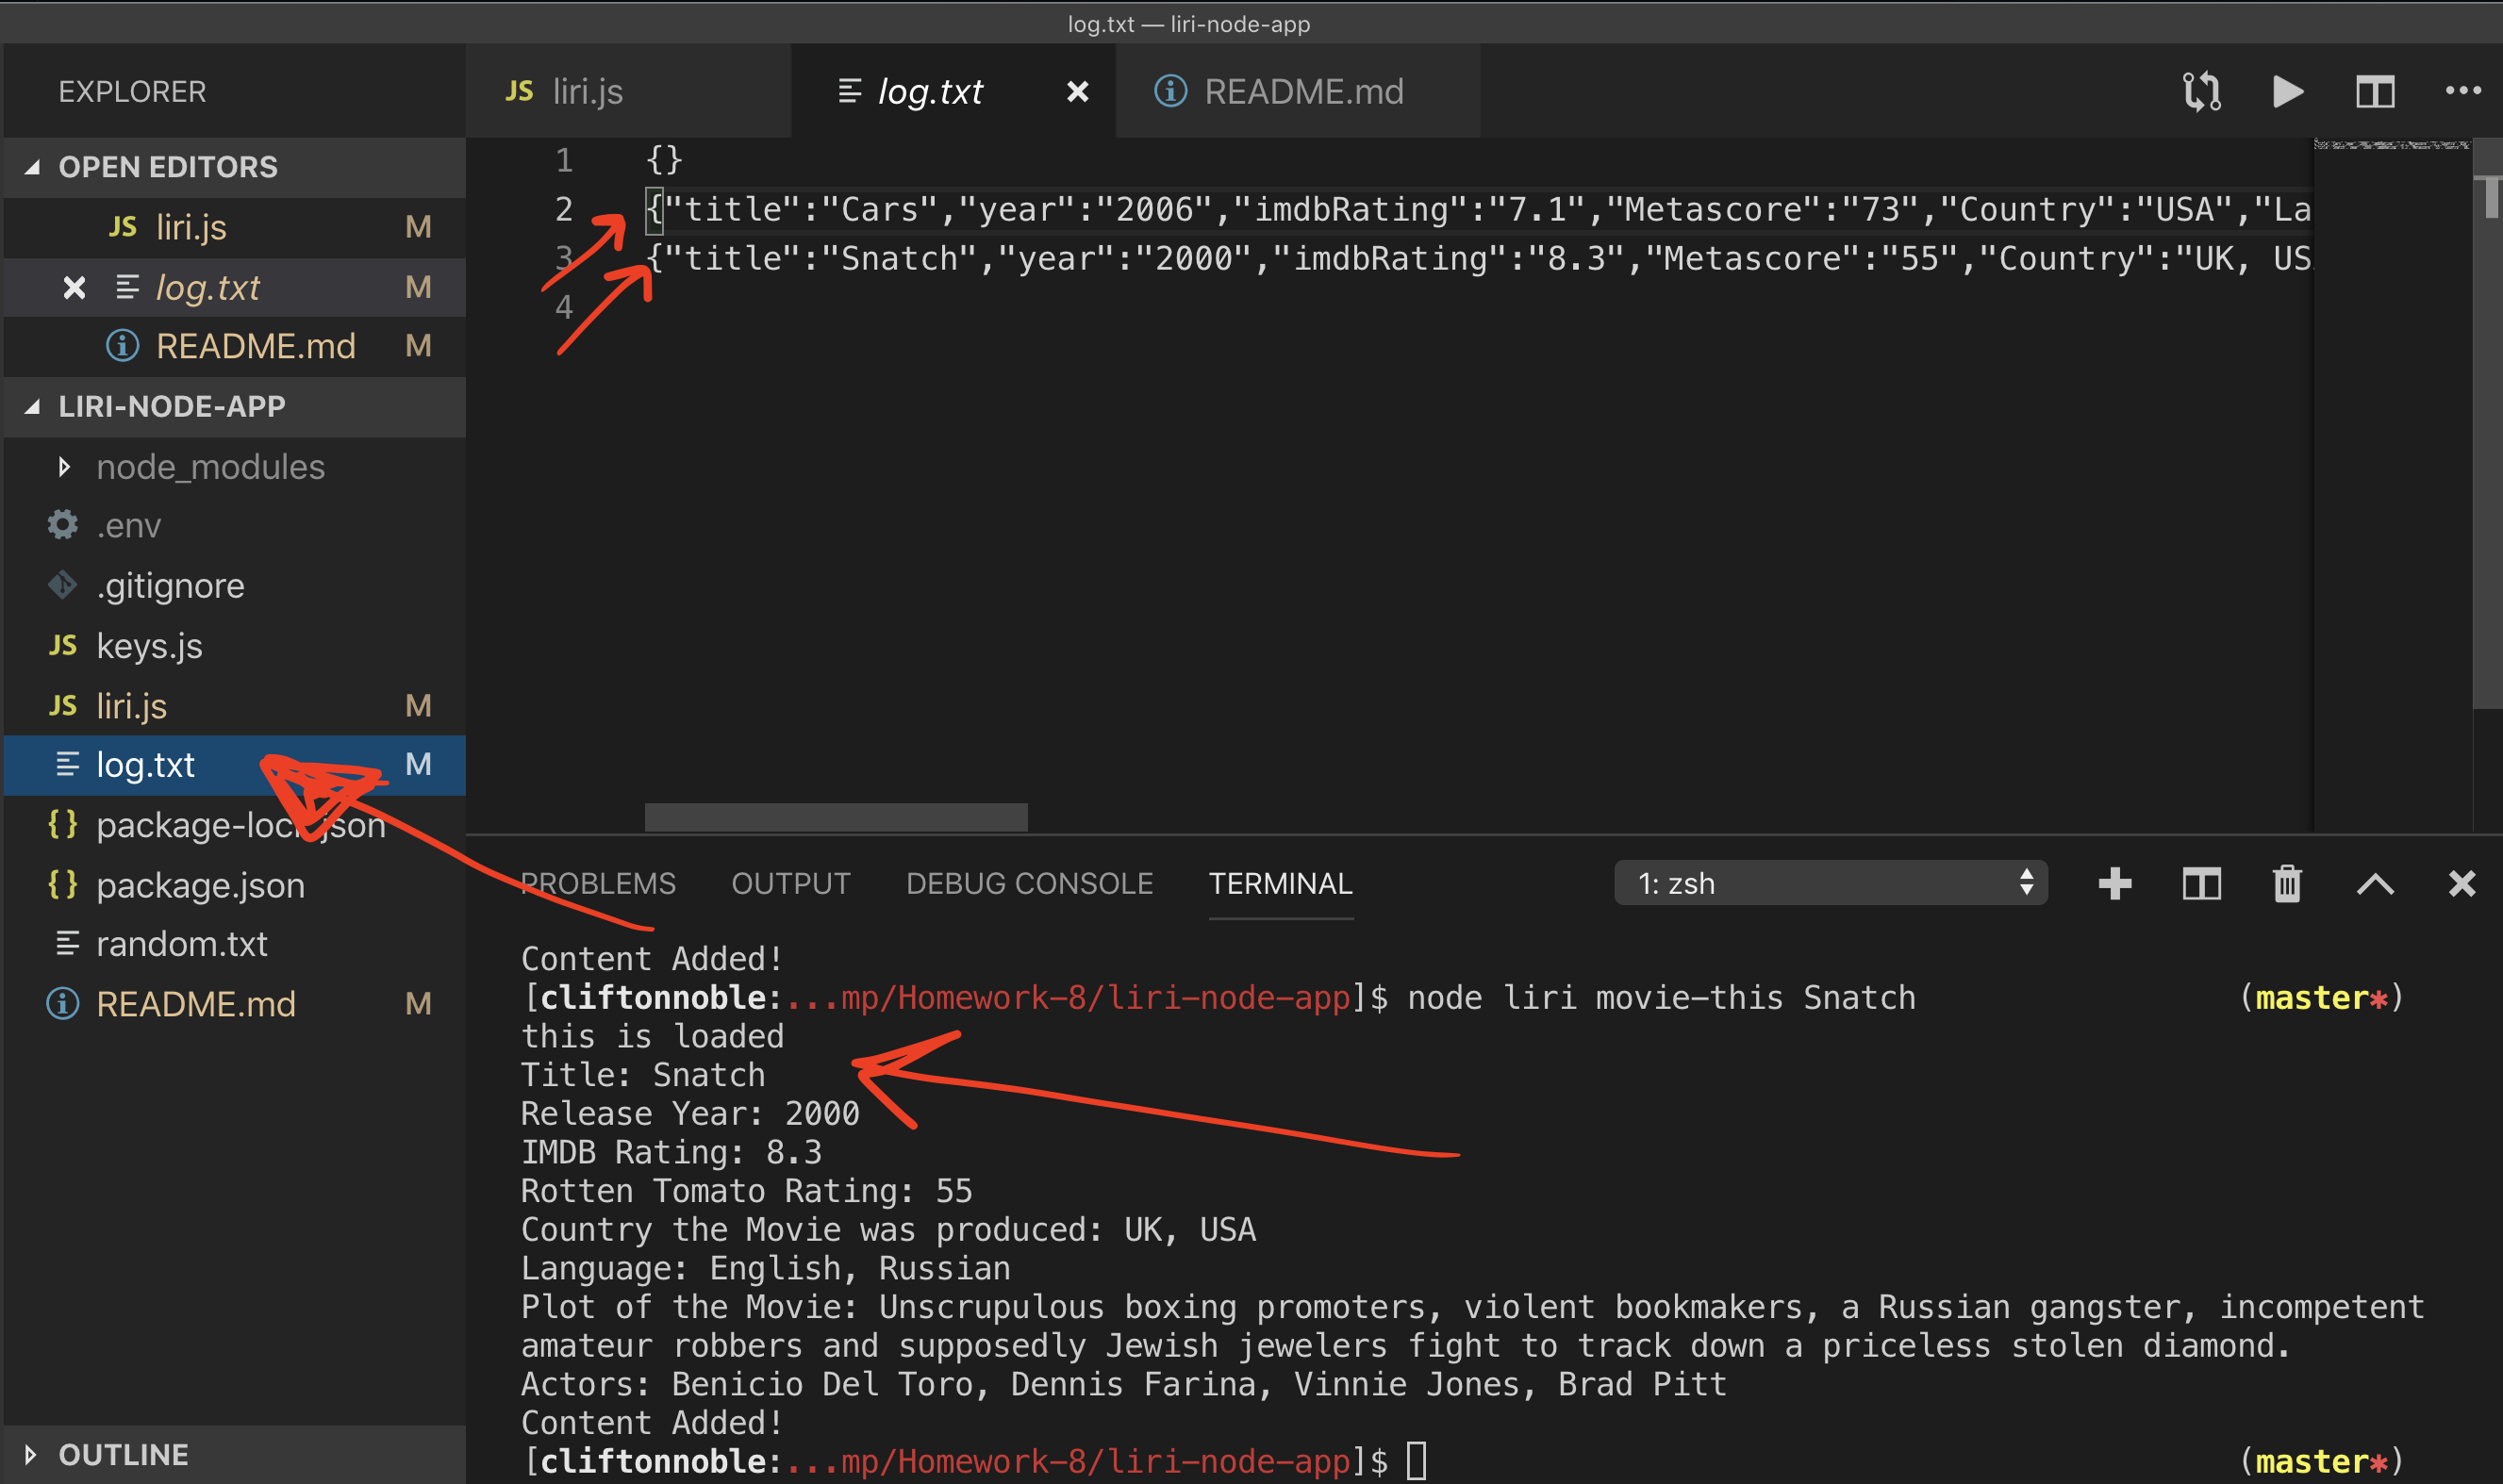 log.txt — liri-node-app
EXPLORER
JS liri.js
log.txt
README.md
OPEN EDITORS
JS liri.js M
log.txt M
README.md M
LIRI-NODE-APP
node_modules
.env
.gitignore
JS keys.js
JS liri.js M
log.txt M
{} package-lock.json
{} package.json
random.txt
README.md M
OUTLINE
1 {}
2 {"title":"Cars","year":"2006","imdbRating":"7.1","Metascore":"73","Country":"USA","La
3 {"title":"Snatch","year":"2000","imdbRating":"8.3","Metascore":"55","Country":"UK, US
4
PROBLEMS OUTPUT DEBUG CONSOLE TERMINAL 1: zsh
Content Added!
[cliftonnoble:...mp/Homework-8/liri-node-app]$ node liri movie-this Snatch (master*)
this is loaded
Title: Snatch
Release Year: 2000
IMDB Rating: 8.3
Rotten Tomato Rating: 55
Country the Movie was produced: UK, USA
Language: English, Russian
Plot of the Movie: Unscrupulous boxing promoters, violent bookmakers, a Russian gangster, incompetent
amateur robbers and supposedly Jewish jewelers fight to track down a priceless stolen diamond.
Actors: Benicio Del Toro, Dennis Farina, Vinnie Jones, Brad Pitt
Content Added!
[cliftonnoble:...mp/Homework-8/liri-node-app]$ (master*)